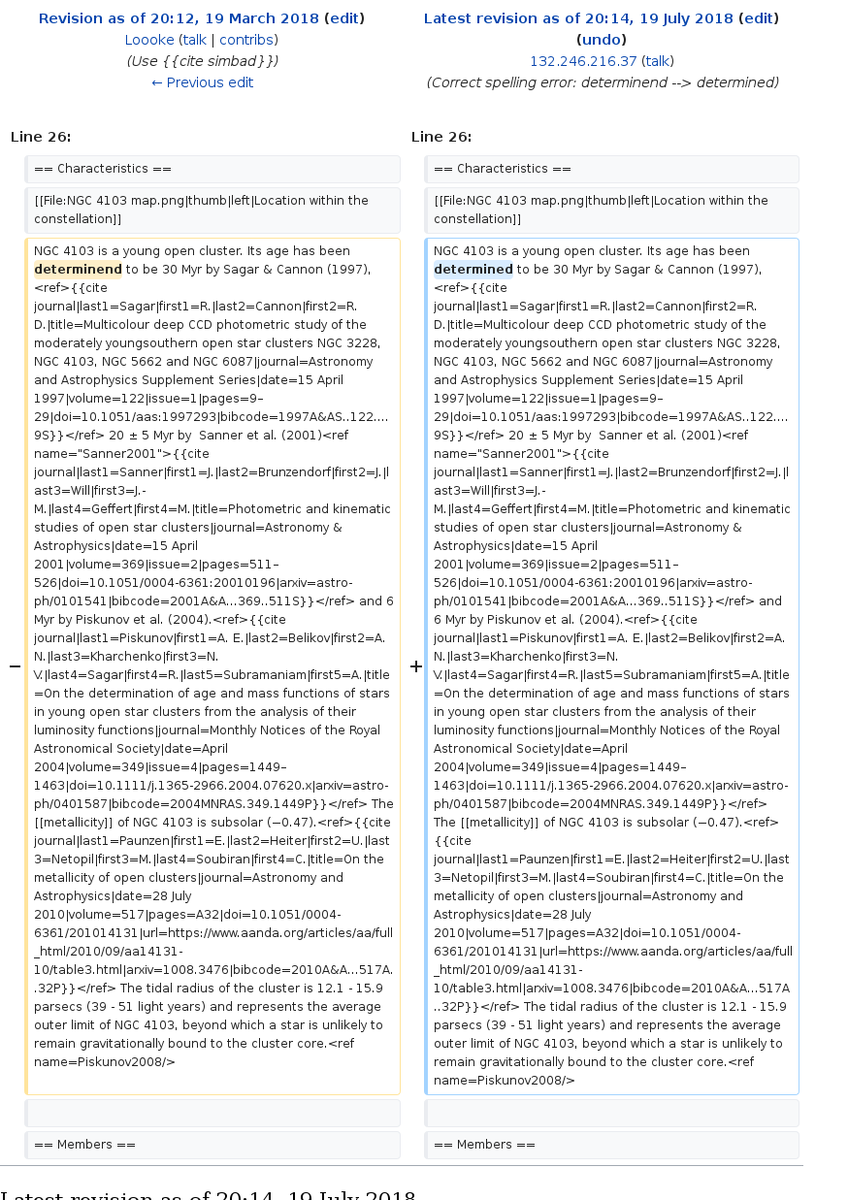 Revision as of 20:12, 19 March 2018 (edit)
Loooke (talk | contribs)
(Use {{cite simbad}})
← Previous edit
Latest revision as of 20:14, 19 July 2018 (edit)
(undo)
132.246.216.37 (talk)
(Correct spelling error: determinend --> determined)
Line 26:
== Characteristics ==
[[File:NGC 4103 map.png|thumb|left|Location within the
constellation]]
−
NGC 4103 is a young open cluster. Its age has been
determinend to be 30 Myr by Sagar & Cannon (1997),
<ref>{{cite
journal|last1=Sagar|first1=R.|last2=Cannon|first2=R.
D.|title=Multicolour deep CCD photometric study of the
moderately youngsouthern open star clusters NGC 3228,
NGC 4103, NGC 5662 and NGC 6087|journal=Astronomy
and Astrophysics Supplement Series|date=15 April
1997|volume=122|issue=1|pages=9–
29|doi=10.1051/aas:1997293|bibcode=1997A&AS..122....
9S}}</ref> 20 ± 5 Myr by  Sanner et al. (2001)<ref
name="Sanner2001">{{cite
journal|last1=Sanner|first1=J.|last2=Brunzendorf|first2=J.|l
ast3=Will|first3=J.-
M.|last4=Geffert|first4=M.|title=Photometric and kinematic
studies of open star clusters|journal=Astronomy &
Astrophysics|date=15 April
2001|volume=369|issue=2|pages=511–
526|doi=10.1051/0004-6361:20010196|arxiv=astro-
ph/0101541|bibcode=2001A&A...369..511S}}</ref> and 6
Myr by Piskunov et al. (2004).<ref>{{cite
journal|last1=Piskunov|first1=A. E.|last2=Belikov|first2=A.
N.|last3=Kharchenko|first3=N.
V.|last4=Sagar|first4=R.|last5=Subramaniam|first5=A.|title
=On the determination of age and mass functions of stars
in young open star clusters from the analysis of their
luminosity functions|journal=Monthly Notices of the Royal
Astronomical Society|date=April
2004|volume=349|issue=4|pages=1449–
1463|doi=10.1111/j.1365-2966.2004.07620.x|arxiv=astro-
ph/0401587|bibcode=2004MNRAS.349.1449P}}</ref> The
[[metallicity]] of NGC 4103 is subsolar (−0.47).<ref>{{cite
journal|last1=Paunzen|first1=E.|last2=Heiter|first2=U.|last
3=Netopil|first3=M.|last4=Soubiran|first4=C.|title=On the
metallicity of open clusters|journal=Astronomy and
Astrophysics|date=28 July
2010|volume=517|pages=A32|doi=10.1051/0004-
6361/201014131|url=https://www.aanda.org/articles/aa/full
_html/2010/09/aa14131-
10/table3.html|arxiv=1008.3476|bibcode=2010A&A...517A.
.32P}}</ref> The tidal radius of the cluster is 12.1 - 15.9
parsecs (39 - 51 light years) and represents the average
outer limit of NGC 4103, beyond which a star is unlikely to
remain gravitationally bound to the cluster core.<ref
name=Piskunov2008/>
== Members ==
Line 26:
== Characteristics ==
[[File:NGC 4103 map.png|thumb|left|Location within the
constellation]]
+
NGC 4103 is a young open cluster. Its age has been
determined to be 30 Myr by Sagar & Cannon (1997),
<ref>{{cite
journal|last1=Sagar|first1=R.|last2=Cannon|first2=R.
D.|title=Multicolour deep CCD photometric study of the
moderately youngsouthern open star clusters NGC 3228,
NGC 4103, NGC 5662 and NGC 6087|journal=Astronomy
and Astrophysics Supplement Series|date=15 April
1997|volume=122|issue=1|pages=9–
29|doi=10.1051/aas:1997293|bibcode=1997A&AS..122....
9S}}</ref> 20 ± 5 Myr by  Sanner et al. (2001)<ref
name="Sanner2001">{{cite
journal|last1=Sanner|first1=J.|last2=Brunzendorf|first2=J.|l
ast3=Will|first3=J.-
M.|last4=Geffert|first4=M.|title=Photometric and kinematic
studies of open star clusters|journal=Astronomy &
Astrophysics|date=15 April
2001|volume=369|issue=2|pages=511–
526|doi=10.1051/0004-6361:20010196|arxiv=astro-
ph/0101541|bibcode=2001A&A...369..511S}}</ref> and
6 Myr by Piskunov et al. (2004).<ref>{{cite
journal|last1=Piskunov|first1=A. E.|last2=Belikov|first2=A.
N.|last3=Kharchenko|first3=N.
V.|last4=Sagar|first4=R.|last5=Subramaniam|first5=A.|title
=On the determination of age and mass functions of stars
in young open star clusters from the analysis of their
luminosity functions|journal=Monthly Notices of the Royal
Astronomical Society|date=April
2004|volume=349|issue=4|pages=1449–
1463|doi=10.1111/j.1365-2966.2004.07620.x|arxiv=astro-
ph/0401587|bibcode=2004MNRAS.349.1449P}}</ref>
The [[metallicity]] of NGC 4103 is subsolar (−0.47).<ref>
{{cite
journal|last1=Paunzen|first1=E.|last2=Heiter|first2=U.|last
3=Netopil|first3=M.|last4=Soubiran|first4=C.|title=On the
metallicity of open clusters|journal=Astronomy and
Astrophysics|date=28 July
2010|volume=517|pages=A32|doi=10.1051/0004-
6361/201014131|url=https://www.aanda.org/articles/aa/full
_html/2010/09/aa14131-
10/table3.html|arxiv=1008.3476|bibcode=2010A&A...517A
..32P}}</ref> The tidal radius of the cluster is 12.1 - 15.9
parsecs (39 - 51 light years) and represents the average
outer limit of NGC 4103, beyond which a star is unlikely to
remain gravitationally bound to the cluster core.<ref
name=Piskunov2008/>
== Members ==
Latest revision as of 20:14, 19 July 2018